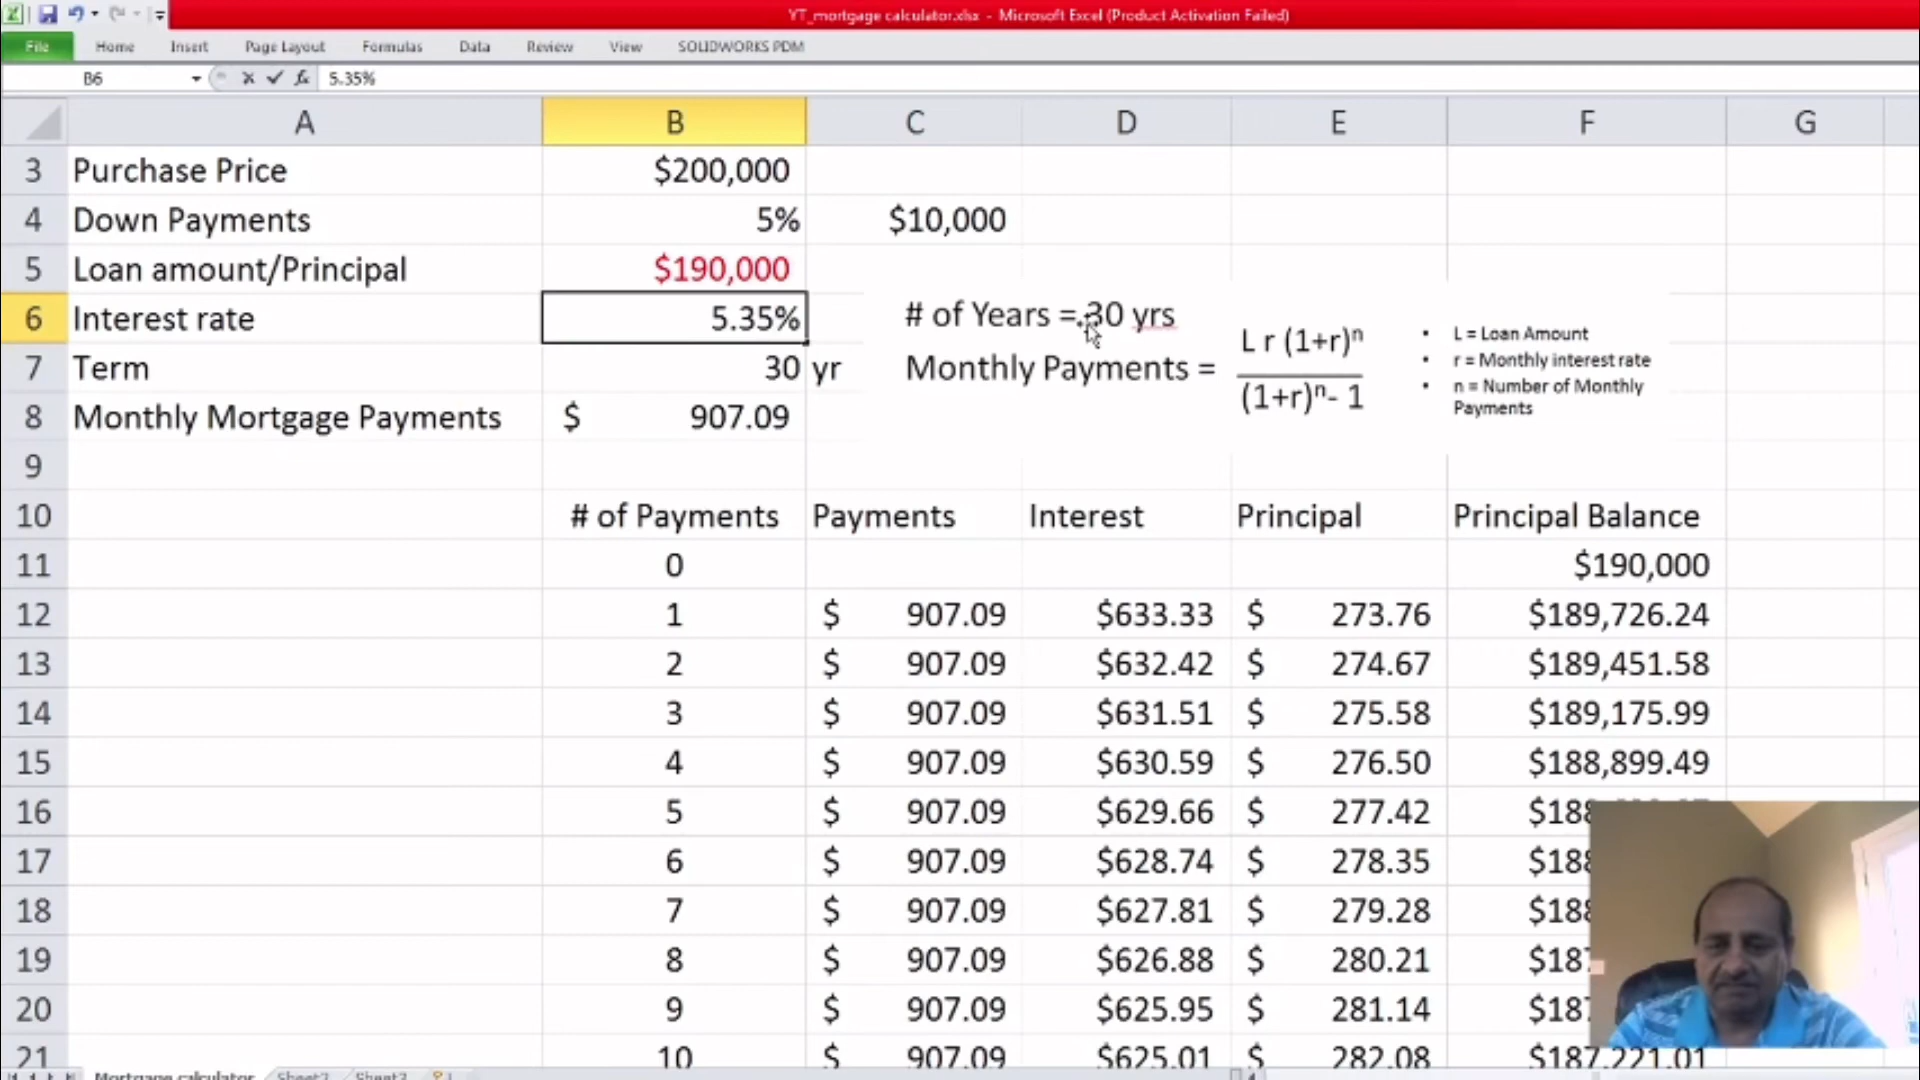 YT_mortgage calculator.xlsx - Microsoft Excel (Product Activation Failed)
File Home Insert Page Layout Formulas Data Review View SOLIDWORKS PDM
B6 fx 5.35%
A B C D E F G
3 Purchase Price $200,000
4 Down Payments 5% $10,000
5 Loan amount/Principal $190,000
6 Interest rate 5.35%
7 Term 30 yr
8 Monthly Mortgage Payments $ 907.09
# of Years = 30 yrs
Monthly Payments =
L r (1+r)^n
(1+r)^n- 1
• L = Loan Amount
• r = Monthly interest rate
• n = Number of Monthly
Payments
9
10 # of Payments Payments Interest Principal Principal Balance
11 0 $190,000
12 1 $ 907.09 $633.33 $ 273.76 $189,726.24
13 2 $ 907.09 $632.42 $ 274.67 $189,451.58
14 3 $ 907.09 $631.51 $ 275.58 $189,175.99
15 4 $ 907.09 $630.59 $ 276.50 $188,899.49
16 5 $ 907.09 $629.66 $ 277.42 $188
17 6 $ 907.09 $628.74 $ 278.35 $188
18 7 $ 907.09 $627.81 $ 279.28 $188
19 8 $ 907.09 $626.88 $ 280.21 $187
20 9 $ 907.09 $625.95 $ 281.14 $187
21 10 $ 907.09 $625.01 $ 282.08 $187,221.01
Mortgage calculator Sheet2 Sheet3